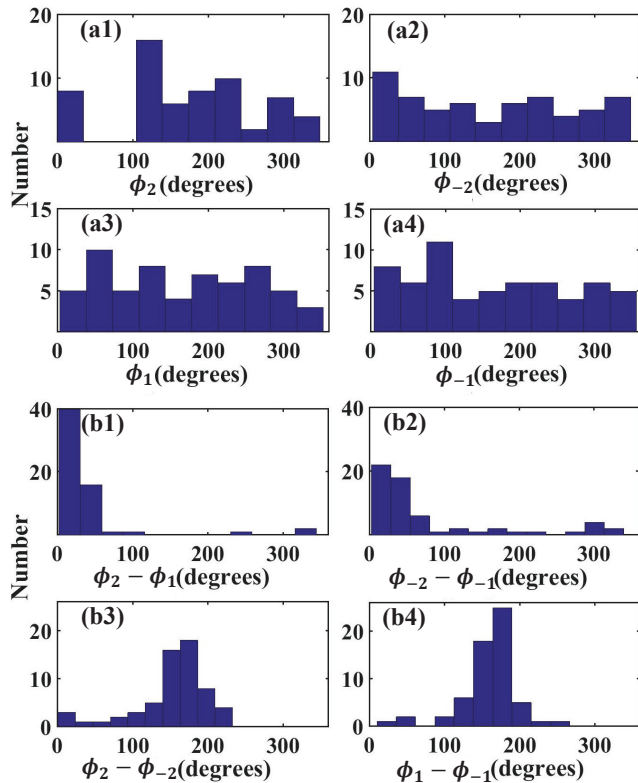 (a1) (a2)
20 20
10 10
0 100 200 300 0 100 200 300
ϕ₂(degrees) ϕ₋₂(degrees)
Number
(a3) (a4)
15 15
10 10
5 5
0 100 200 300 0 100 200 300
ϕ₁(degrees) ϕ₋₁(degrees)
(b1) (b2)
40 40
20 20
0 100 200 300 0 100 200 300
ϕ₂ − ϕ₁(degrees) ϕ₋₂ − ϕ₋₁(degrees)
Number
(b3) (b4)
20 20
10 10
0 0
0 100 200 300 0 100 200 300
ϕ₂ − ϕ₋₂(degrees) ϕ₁ − ϕ₋₁(degrees)